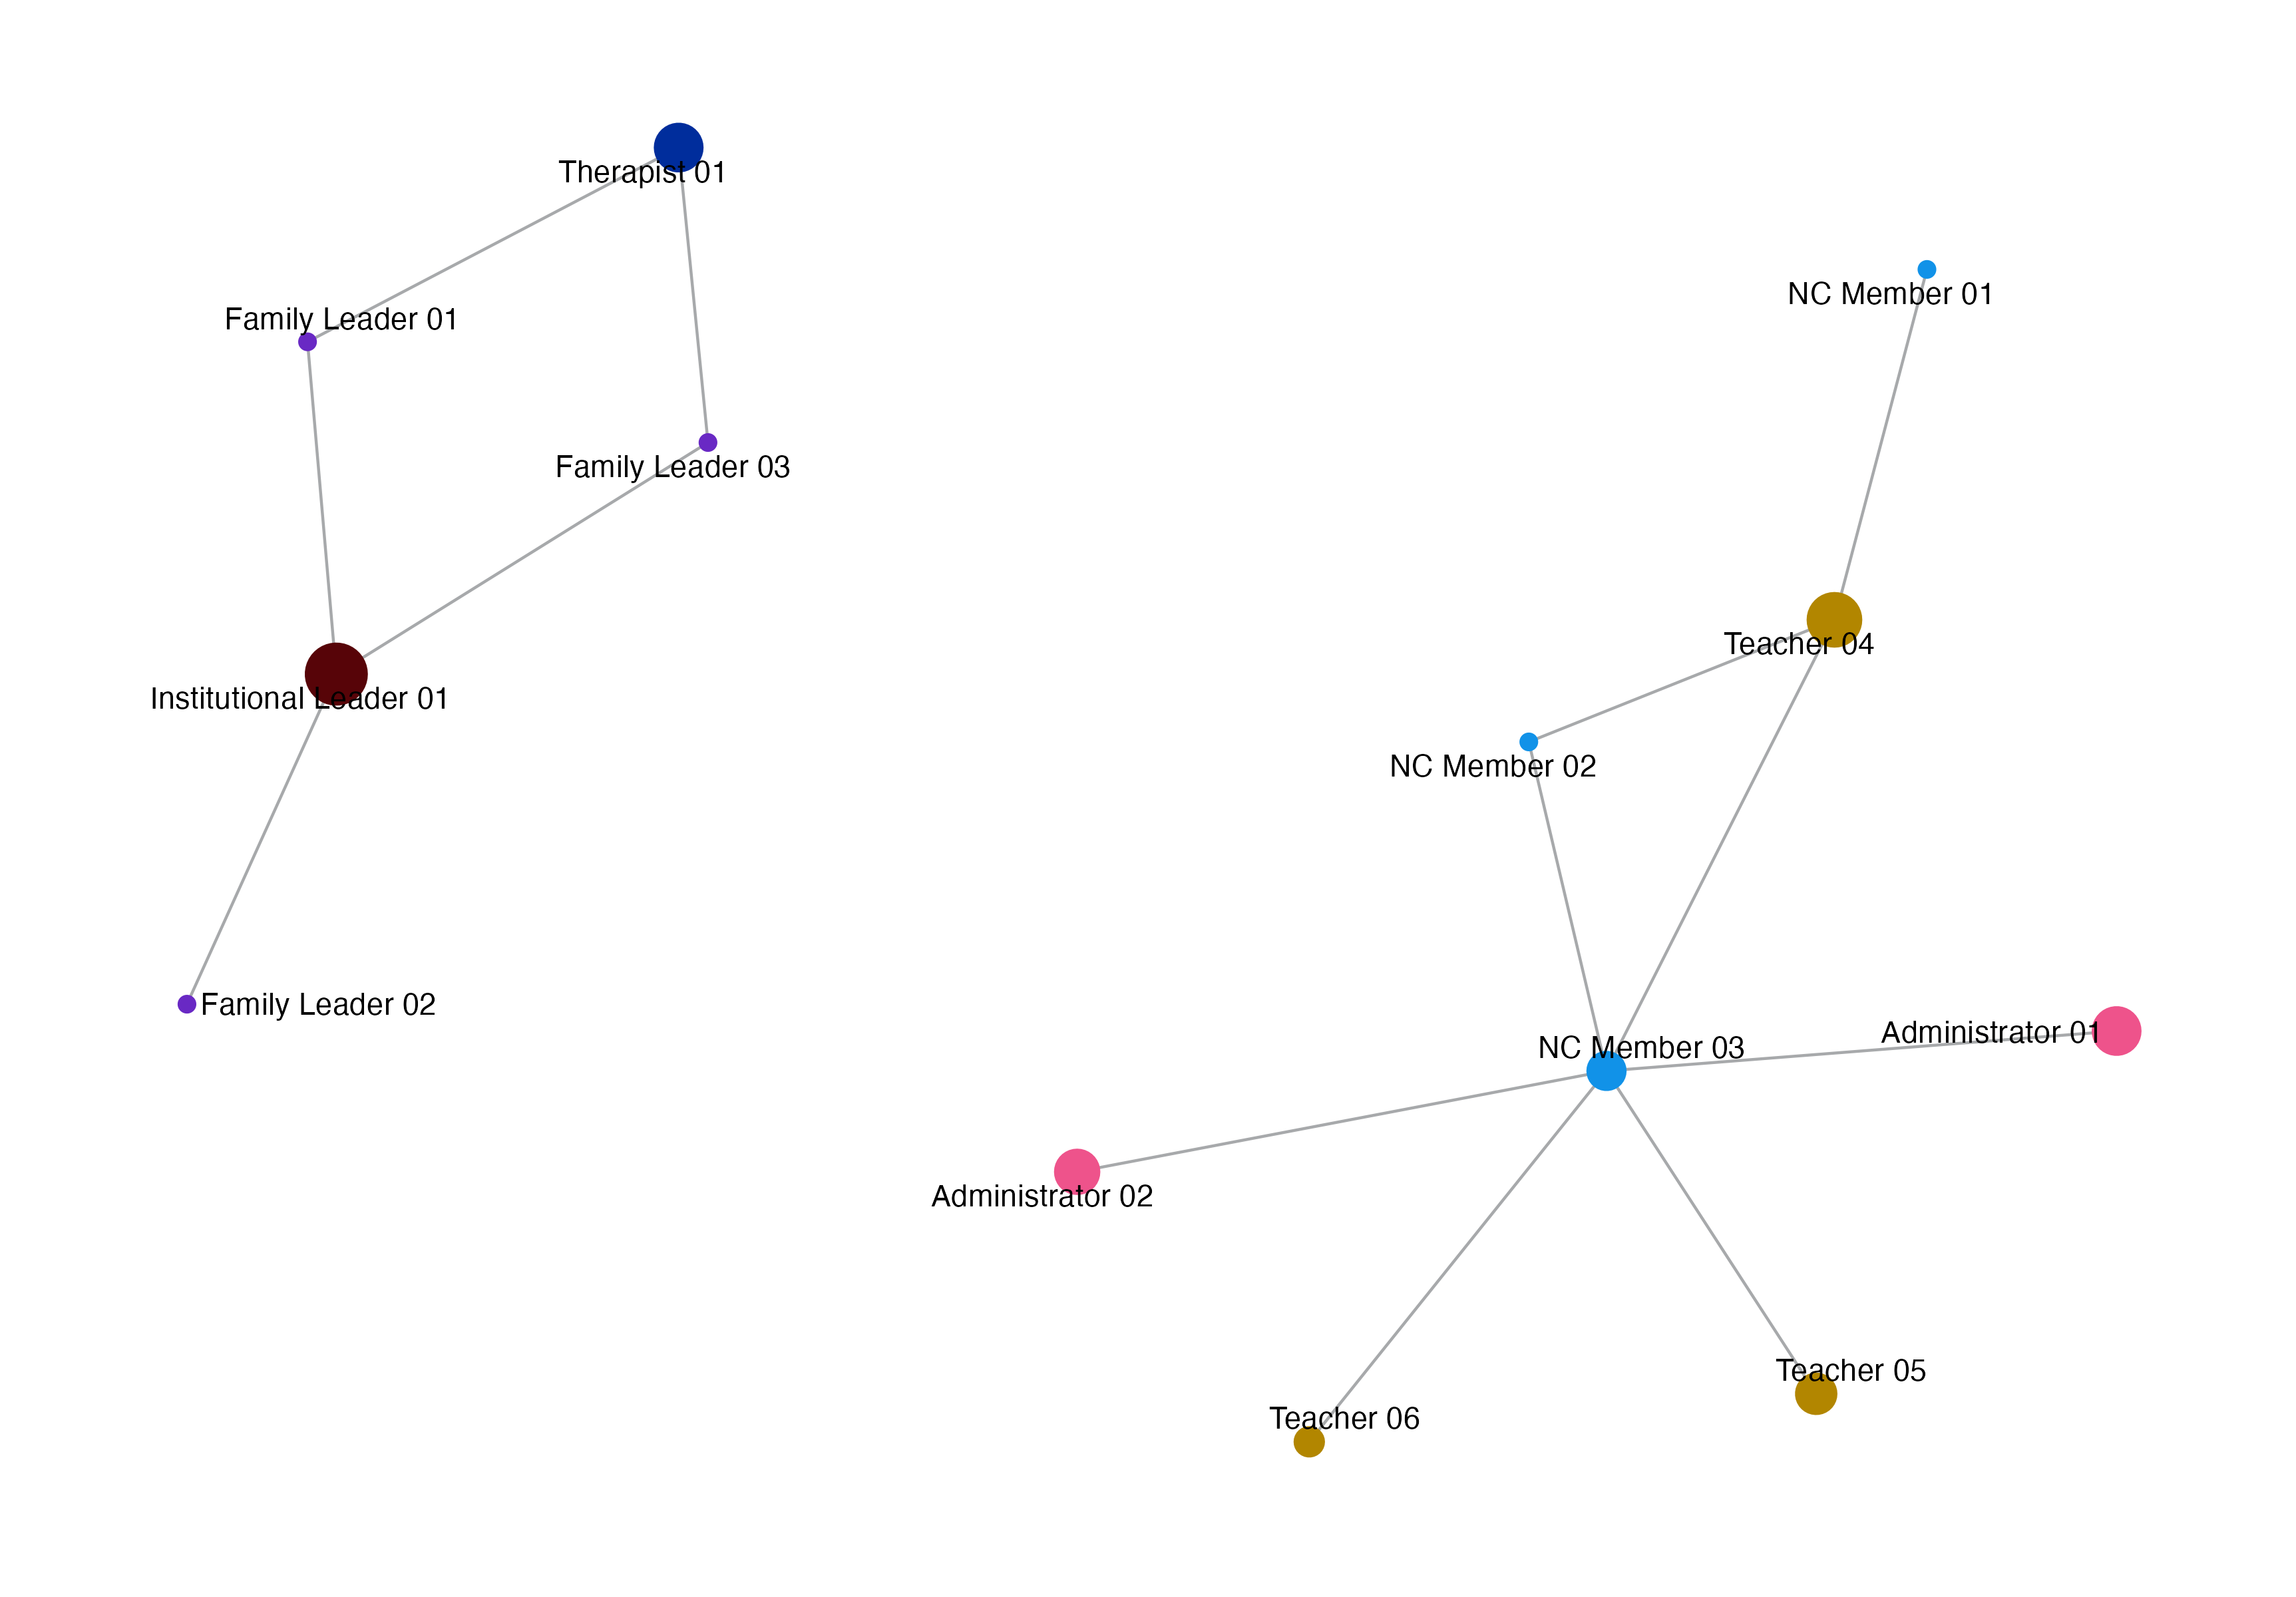 Therapist 01
NC Member 01
Family Leader 01
Family Leader 03
Teacher 04
Institutional Leader 01
NC Member 02
Family Leader 02
Administrator 01
NC Member 03
Administrator 02
Teacher 05
Teacher 06